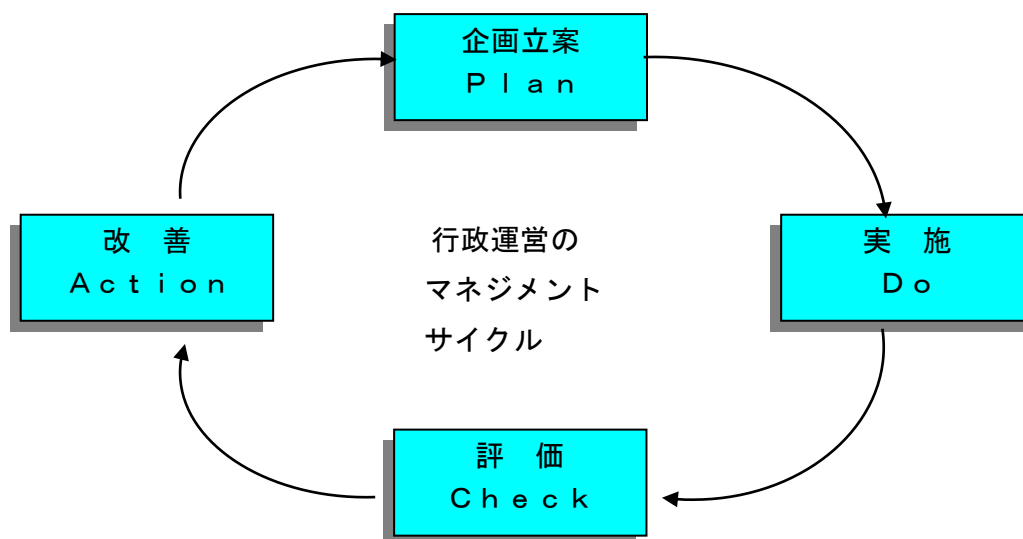 企画立案
Ｐｌａｎ
実　施
Ｄｏ
評　価
Ｃｈｅｃｋ
改　善
Ａｃｔｉｏｎ
行政運営の
マネジメント
サイクル